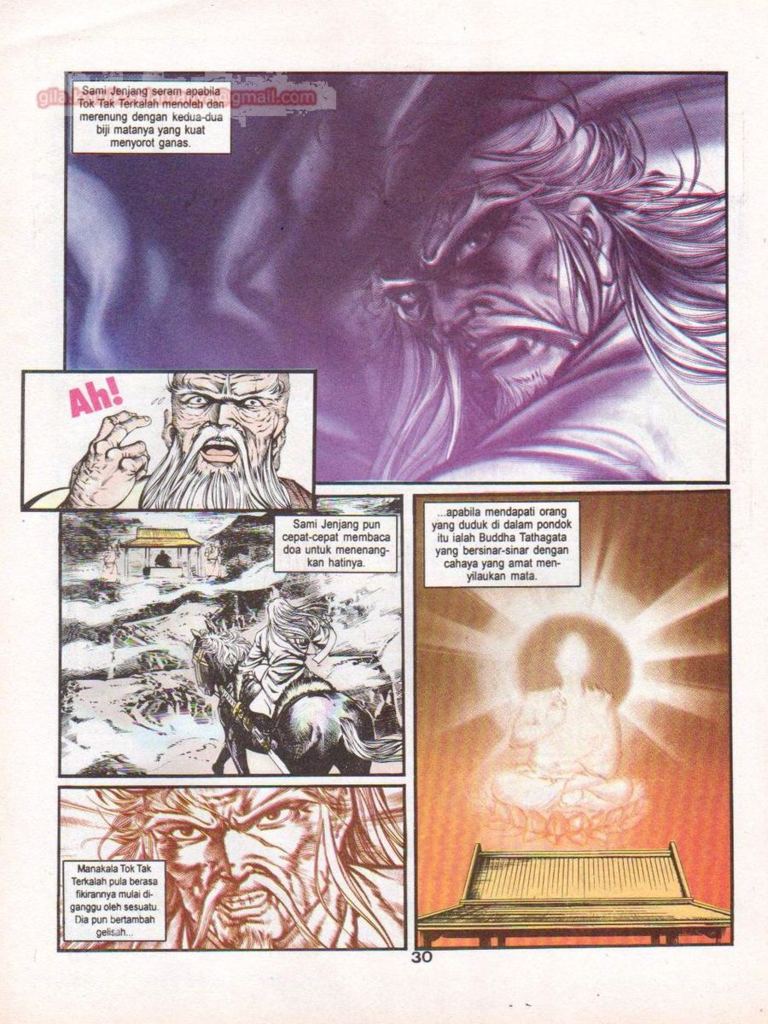 Sami Jenjang seram apabila
Tok Tak Terkalah menoleh dan
merenung dengan kedua-dua
biji matanya yang kuat
menyorot ganas.
@gmail.com
Ah!
Sami Jenjang pun
cepat-cepat membaca
doa untuk menenang-
kan hatinya.
...apabila mendapati orang
yang duduk di dalam pondok
itu ialah Buddha Tathagata
yang bersinar-sinar dengan
cahaya yang amat men-
yilaukan mata.
Manakala Tok Tak
Terkalah pula berasa
fikirannya mulai di-
ganggu oleh sesuatu.
Dia pun bertambah
gelisah...
30